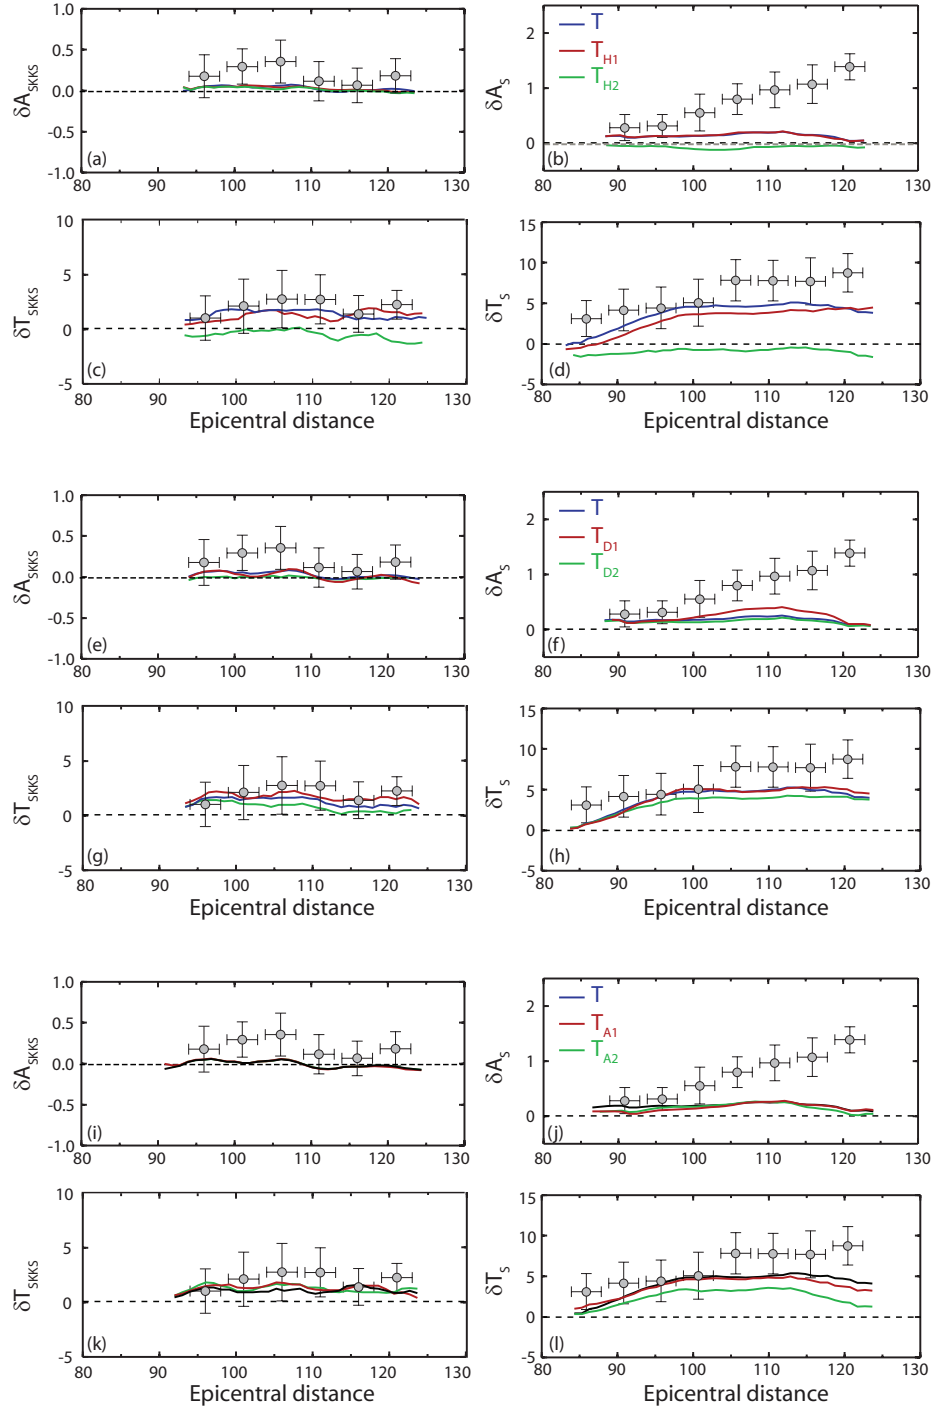 1.0
0.5
0.0
-0.5
-1.0
δA_SKKS
(a)
80 90 100 110 120 130
2
1
0
δA_S
T
T_H1
T_H2
(b)
80 90 100 110 120 130
10
5
0
-5
δT_SKKS
(c)
80 90 100 110 120 130
Epicentral distance
15
10
5
0
-5
δT_S
(d)
80 90 100 110 120 130
Epicentral distance
1.0
0.5
0.0
-0.5
-1.0
δA_SKKS
(e)
80 90 100 110 120 130
2
1
0
δA_S
T
T_D1
T_D2
(f)
80 90 100 110 120 130
10
5
0
-5
δT_SKKS
(g)
80 90 100 110 120 130
Epicentral distance
15
10
5
0
-5
δT_S
(h)
80 90 100 110 120 130
Epicentral distance
1.0
0.5
0.0
-0.5
-1.0
δA_SKKS
(i)
80 90 100 110 120 130
2
1
0
δA_S
T
T_A1
T_A2
(j)
80 90 100 110 120 130
10
5
0
-5
δT_SKKS
(k)
80 90 100 110 120 130
Epicentral distance
15
10
5
0
-5
δT_S
(l)
80 90 100 110 120 130
Epicentral distance